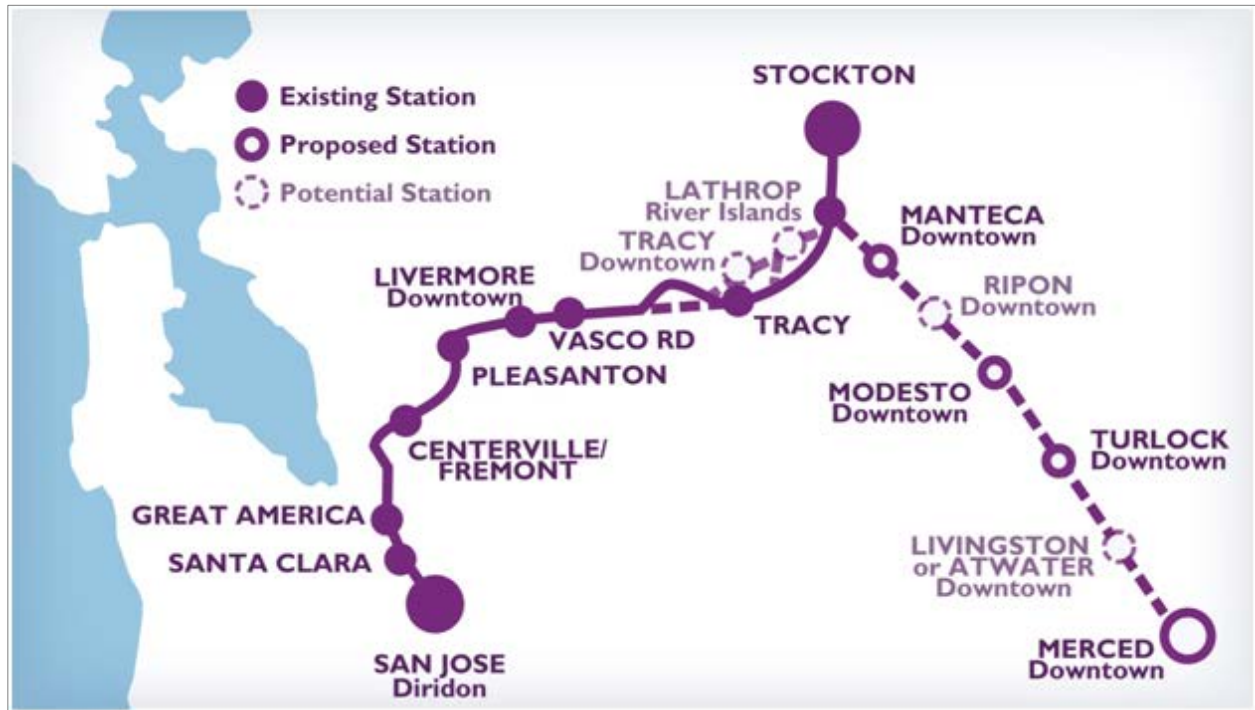 Existing Station
Proposed Station
Potential Station
STOCKTON
LATHROP
River Islands
TRACY
Downtown
MANTECA
Downtown
LIVERMORE
Downtown
RIPON
Downtown
VASCO RD
TRACY
PLEASANTON
MODESTO
Downtown
CENTERVILLE/
FREMONT
TURLOCK
Downtown
GREAT AMERICA
SANTA CLARA
LIVINGSTON
or ATWATER
Downtown
SAN JOSE
Diridon
MERCED
Downtown